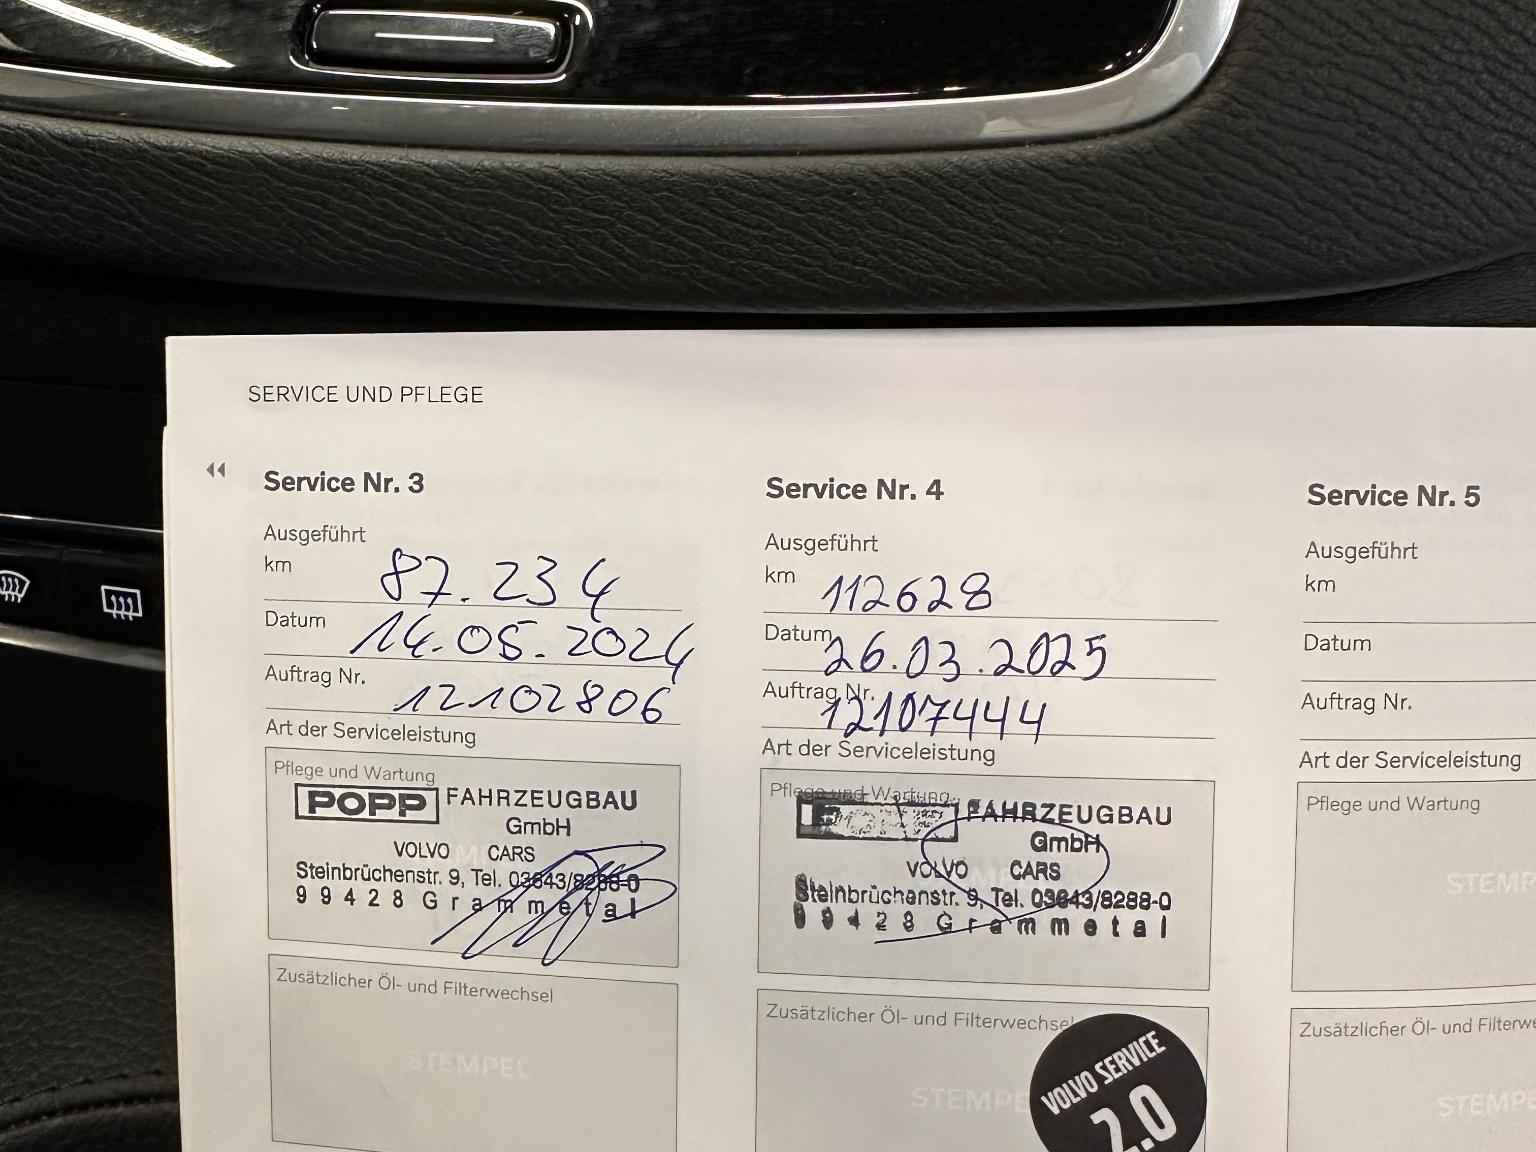 SERVICE UND PFLEGE
Service Nr. 3
Ausgeführt
km 87.234
Datum 14.05.2024
Auftrag Nr. 12102806
Art der Serviceleistung
Pflege und Wartung
POPP FAHRZEUGBAU
GmbH
VOLVO CARS
Steinbrüchenstr. 9, Tel. 03643/8288-0
99428 Grammetal
Zusätzlicher Öl- und Filterwechsel
STEMPEL
Service Nr. 4
Ausgeführt
km 112628
Datum 26.03.2025
Auftrag Nr. 12107444
Art der Serviceleistung
Pflege und Wartung
FAHRZEUGBAU
GmbH
VOLVO CARS
Steinbrüchenstr. 9, Tel. 03643/8288-0
99428 Grammetal
Zusätzlicher Öl- und Filterwechsel
STEMPE
VOLVO SERVICE
2.0
Service Nr. 5
Ausgeführt
km
Datum
Auftrag Nr.
Art der Serviceleistung
Pflege und Wartung
STEMP
Zusätzlicher Öl- und Filterwe
STEMPE